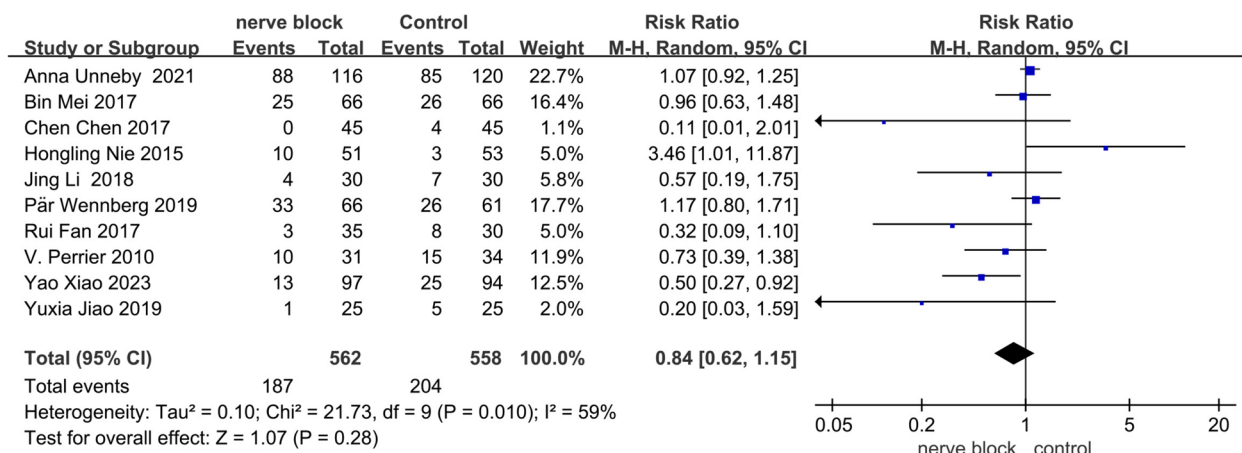 nerve block Control Risk Ratio Risk Ratio
Study or Subgroup Events Total Events Total Weight M-H, Random, 95% CI M-H, Random, 95% CI
Anna Unneby 2021 88 116 85 120 22.7% 1.07 [0.92, 1.25]
Bin Mei 2017 25 66 26 66 16.4% 0.96 [0.63, 1.48]
Chen Chen 2017 0 45 4 45 1.1% 0.11 [0.01, 2.01]
Hongling Nie 2015 10 51 3 53 5.0% 3.46 [1.01, 11.87]
Jing Li 2018 4 30 7 30 5.8% 0.57 [0.19, 1.75]
Pär Wennberg 2019 33 66 26 61 17.7% 1.17 [0.80, 1.71]
Rui Fan 2017 3 35 8 30 5.0% 0.32 [0.09, 1.10]
V. Perrier 2010 10 31 15 34 11.9% 0.73 [0.39, 1.38]
Yao Xiao 2023 13 97 25 94 12.5% 0.50 [0.27, 0.92]
Yuxia Jiao 2019 1 25 5 25 2.0% 0.20 [0.03, 1.59]
Total (95% CI) 562 558 100.0% 0.84 [0.62, 1.15]
Total events 187 204
Heterogeneity: Tau² = 0.10; Chi² = 21.73, df = 9 (P = 0.010); I² = 59%
Test for overall effect: Z = 1.07 (P = 0.28)
0.05 0.2 1 5 20
nerve block control